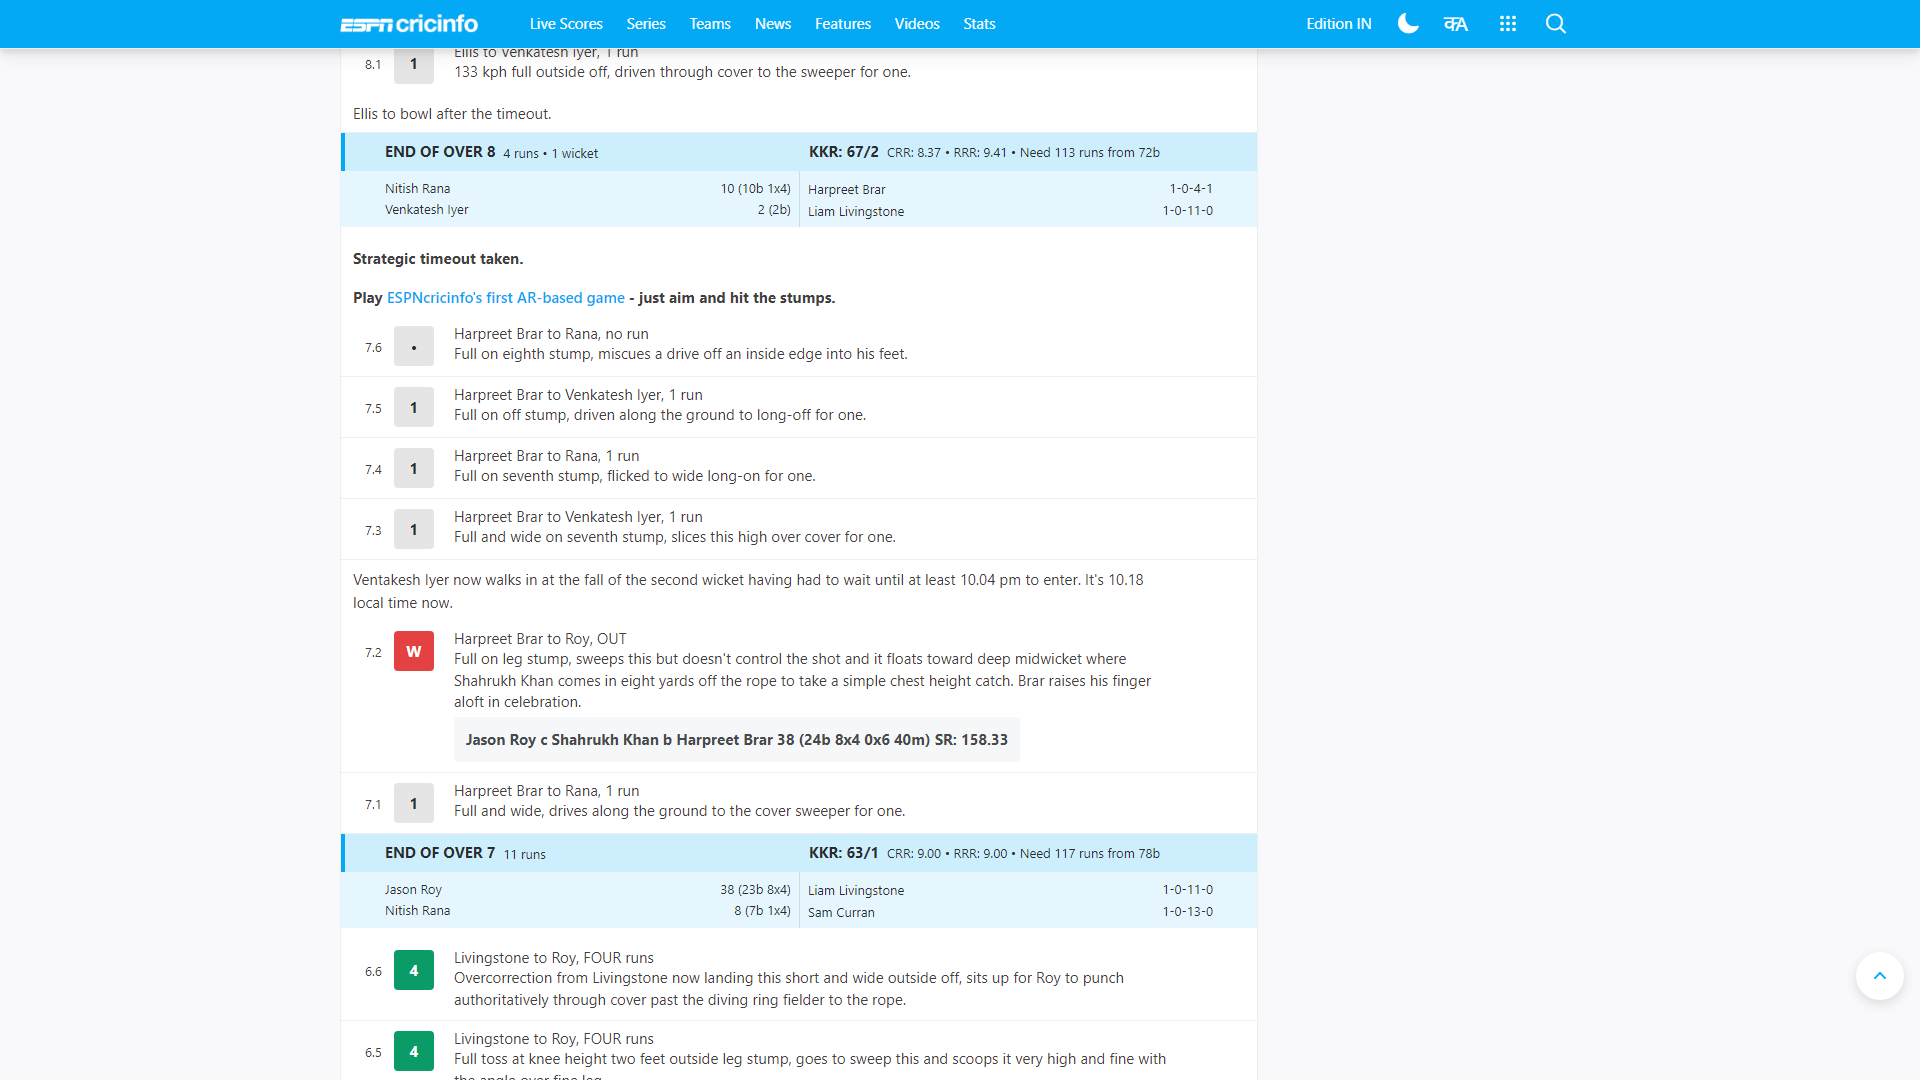 ESPN cricinfo Live Scores Series Teams News Features Videos Stats Edition IN कA
Ellis to Venkatesh Iyer, 1 run
8.1 1
133 kph full outside off, driven through cover to the sweeper for one.
Ellis to bowl after the timeout.
END OF OVER 8 4 runs • 1 wicket KKR: 67/2 CRR: 8.37 • RRR: 9.41 • Need 113 runs from 72b
Nitish Rana 10 (10b 1x4) Harpreet Brar 1-0-4-1
Venkatesh Iyer 2 (2b) Liam Livingstone 1-0-11-0
Strategic timeout taken.
Play ESPNcricinfo's first AR-based game - just aim and hit the stumps.
Harpreet Brar to Rana, no run
7.6 •
Full on eighth stump, miscues a drive off an inside edge into his feet.
Harpreet Brar to Venkatesh Iyer, 1 run
7.5 1
Full on off stump, driven along the ground to long-off for one.
Harpreet Brar to Rana, 1 run
7.4 1
Full on seventh stump, flicked to wide long-on for one.
Harpreet Brar to Venkatesh Iyer, 1 run
7.3 1
Full and wide on seventh stump, slices this high over cover for one.
Ventakesh Iyer now walks in at the fall of the second wicket having had to wait until at least 10.04 pm to enter. It's 10.18
local time now.
Harpreet Brar to Roy, OUT
7.2 W
Full on leg stump, sweeps this but doesn't control the shot and it floats toward deep midwicket where
Shahrukh Khan comes in eight yards off the rope to take a simple chest height catch. Brar raises his finger
aloft in celebration.
Jason Roy c Shahrukh Khan b Harpreet Brar 38 (24b 8x4 0x6 40m) SR: 158.33
Harpreet Brar to Rana, 1 run
7.1 1
Full and wide, drives along the ground to the cover sweeper for one.
END OF OVER 7 11 runs KKR: 63/1 CRR: 9.00 • RRR: 9.00 • Need 117 runs from 78b
Jason Roy 38 (23b 8x4) Liam Livingstone 1-0-11-0
Nitish Rana 8 (7b 1x4) Sam Curran 1-0-13-0
Livingstone to Roy, FOUR runs
6.6 4
Overcorrection from Livingstone now landing this short and wide outside off, sits up for Roy to punch
authoritatively through cover past the diving ring fielder to the rope.
Livingstone to Roy, FOUR runs
6.5 4
Full toss at knee height two feet outside leg stump, goes to sweep this and scoops it very high and fine with
the angle over fine leg